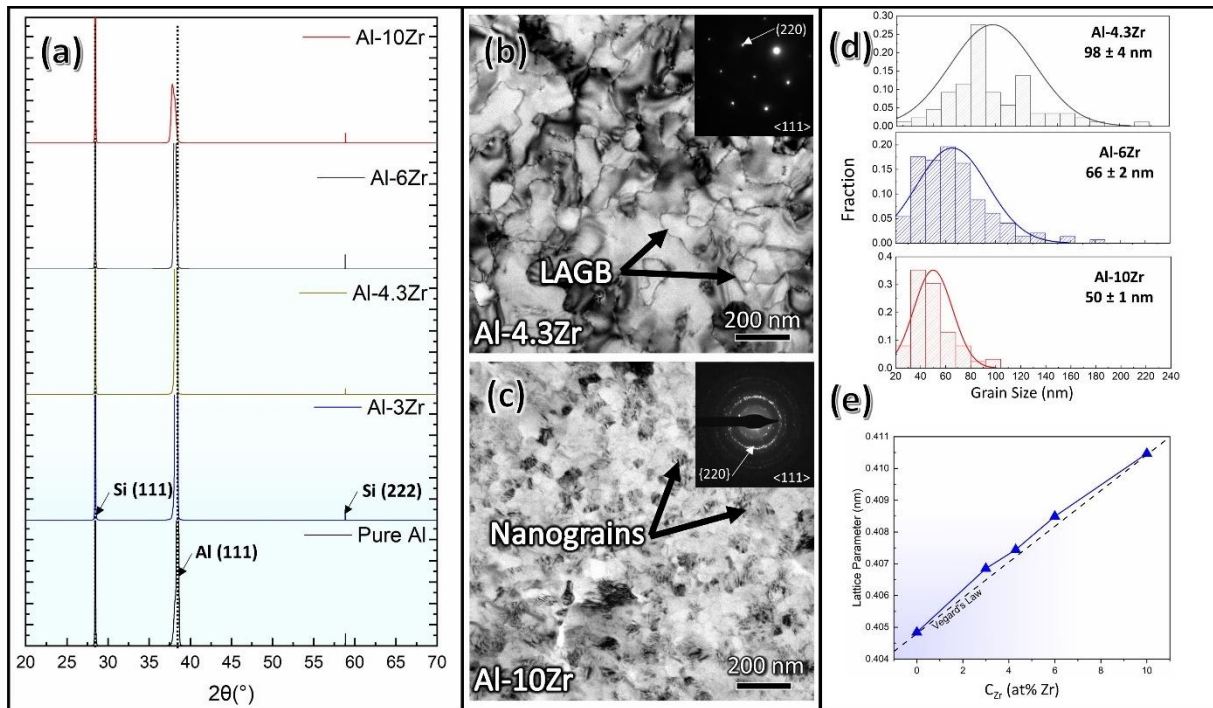 (a)
Al-10Zr
Al-6Zr
Al-4.3Zr
Al-3Zr
Si (111)
Si (222)
Pure Al
Al (111)
20 25 30 35 40 45 50 55 60 65 70
2θ(°)
(b)
(220)
<111>
LAGB
Al-4.3Zr
200 nm
(c)
{220}
<111>
Nanograins
Al-10Zr
200 nm
(d)
0.30
0.25
0.20
0.15
0.10
0.05
0.00
Al-4.3Zr
98 ± 4 nm
0.20
0.15
0.10
0.05
0.00
Al-6Zr
66 ± 2 nm
Fraction
0.4
0.3
0.2
0.1
0.0
Al-10Zr
50 ± 1 nm
20 40 60 80 100 120 140 160 180 200 220 240
Grain Size (nm)
(e)
0.411
0.410
0.409
0.408
0.407
0.406
0.405
0.404
Lattice Parameter (nm)
Vegard's Law
0 2 4 6 8 10
C_Zr (at% Zr)